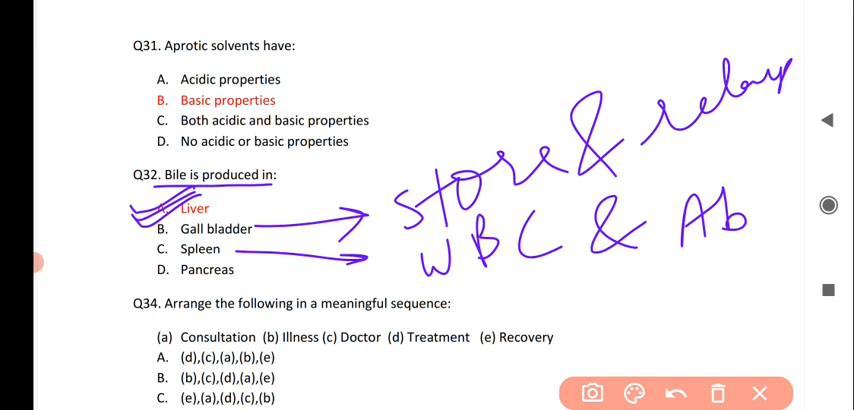 Q31. Aprotic solvents have:
A. Acidic properties
B. Basic properties
C. Both acidic and basic properties
D. No acidic or basic properties
Q32. Bile is produced in:
A. Liver
B. Gall bladder
C. Spleen
D. Pancreas
store &
WBC & Ab
Q34. Arrange the following in a meaningful sequence:
(a) Consultation (b) Illness (c) Doctor (d) Treatment (e) Recovery
A. (d),(c),(a),(b),(e)
B. (b),(c),(d),(a),(e)
C. (e),(a),(d),(c),(b)